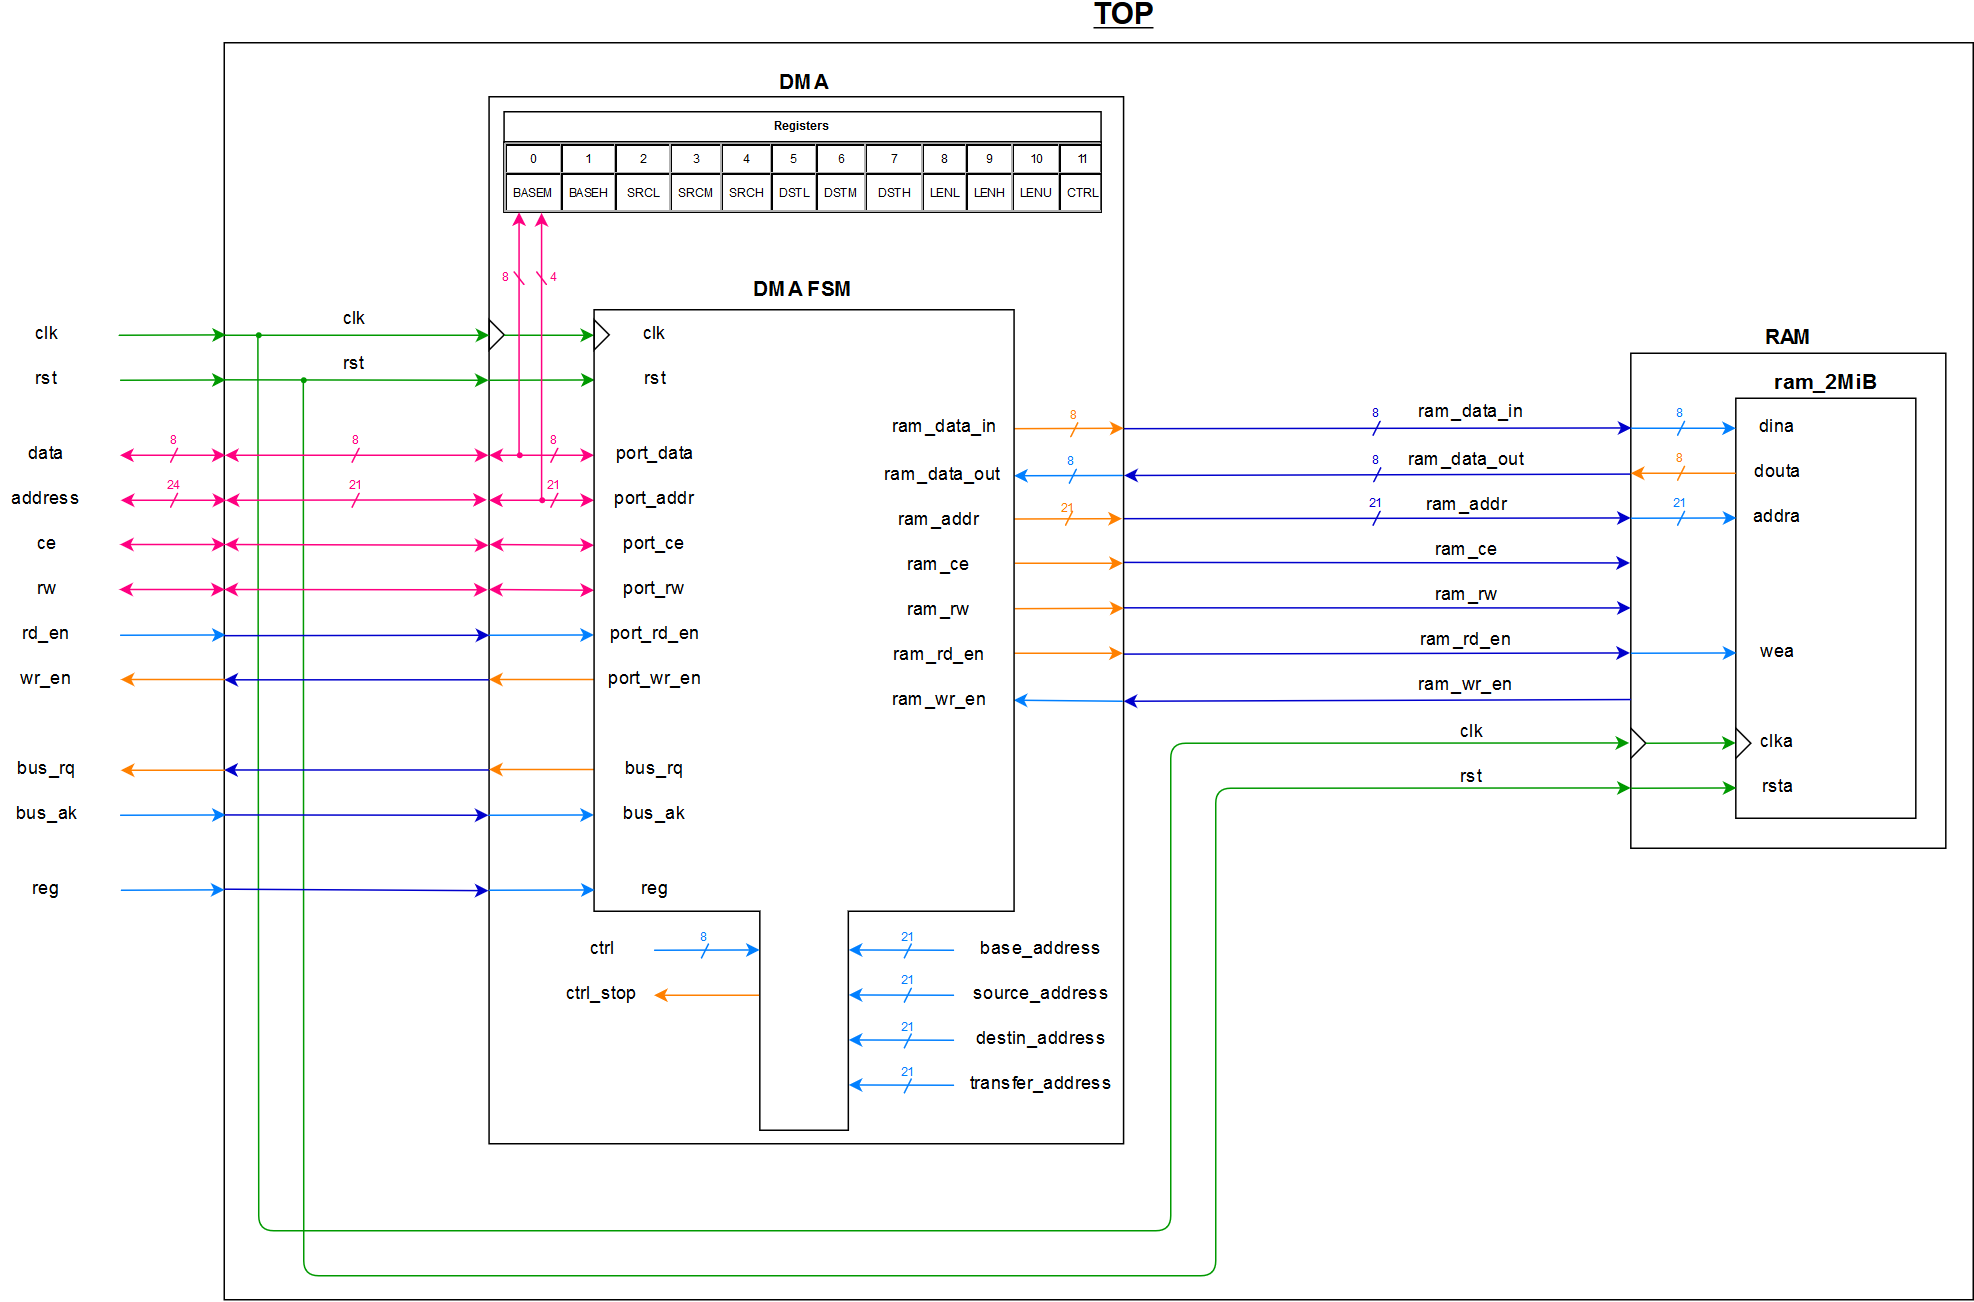 TOP
DMA
Registers
0 1 2 3 4 5 6 7 8 9 10 11
BASEM BASEH SRCL SRCM SRCH DSTL DSTM DSTH LENL LENH LENU CTRL
8 4
DMA FSM
clk clk clk
rst rst rst
data 8 8 8 port_data
address 24 21 21 port_addr
ce port_ce
rw port_rw
rd_en port_rd_en
wr_en port_wr_en
bus_rq bus_rq
bus_ak bus_ak
reg reg
RAM
ram_2MiB
ram_data_in 8 8 ram_data_in 8 dina
ram_data_out 8 8 ram_data_out 8 douta
ram_addr 21 21 ram_addr 21 addra
ram_ce ram_ce
ram_rw ram_rw
ram_rd_en ram_rd_en wea
ram_wr_en ram_wr_en
clk clka
rst rsta
ctrl 8 21 base_address
ctrl_stop 21 source_address
21 destin_address
21 transfer_address